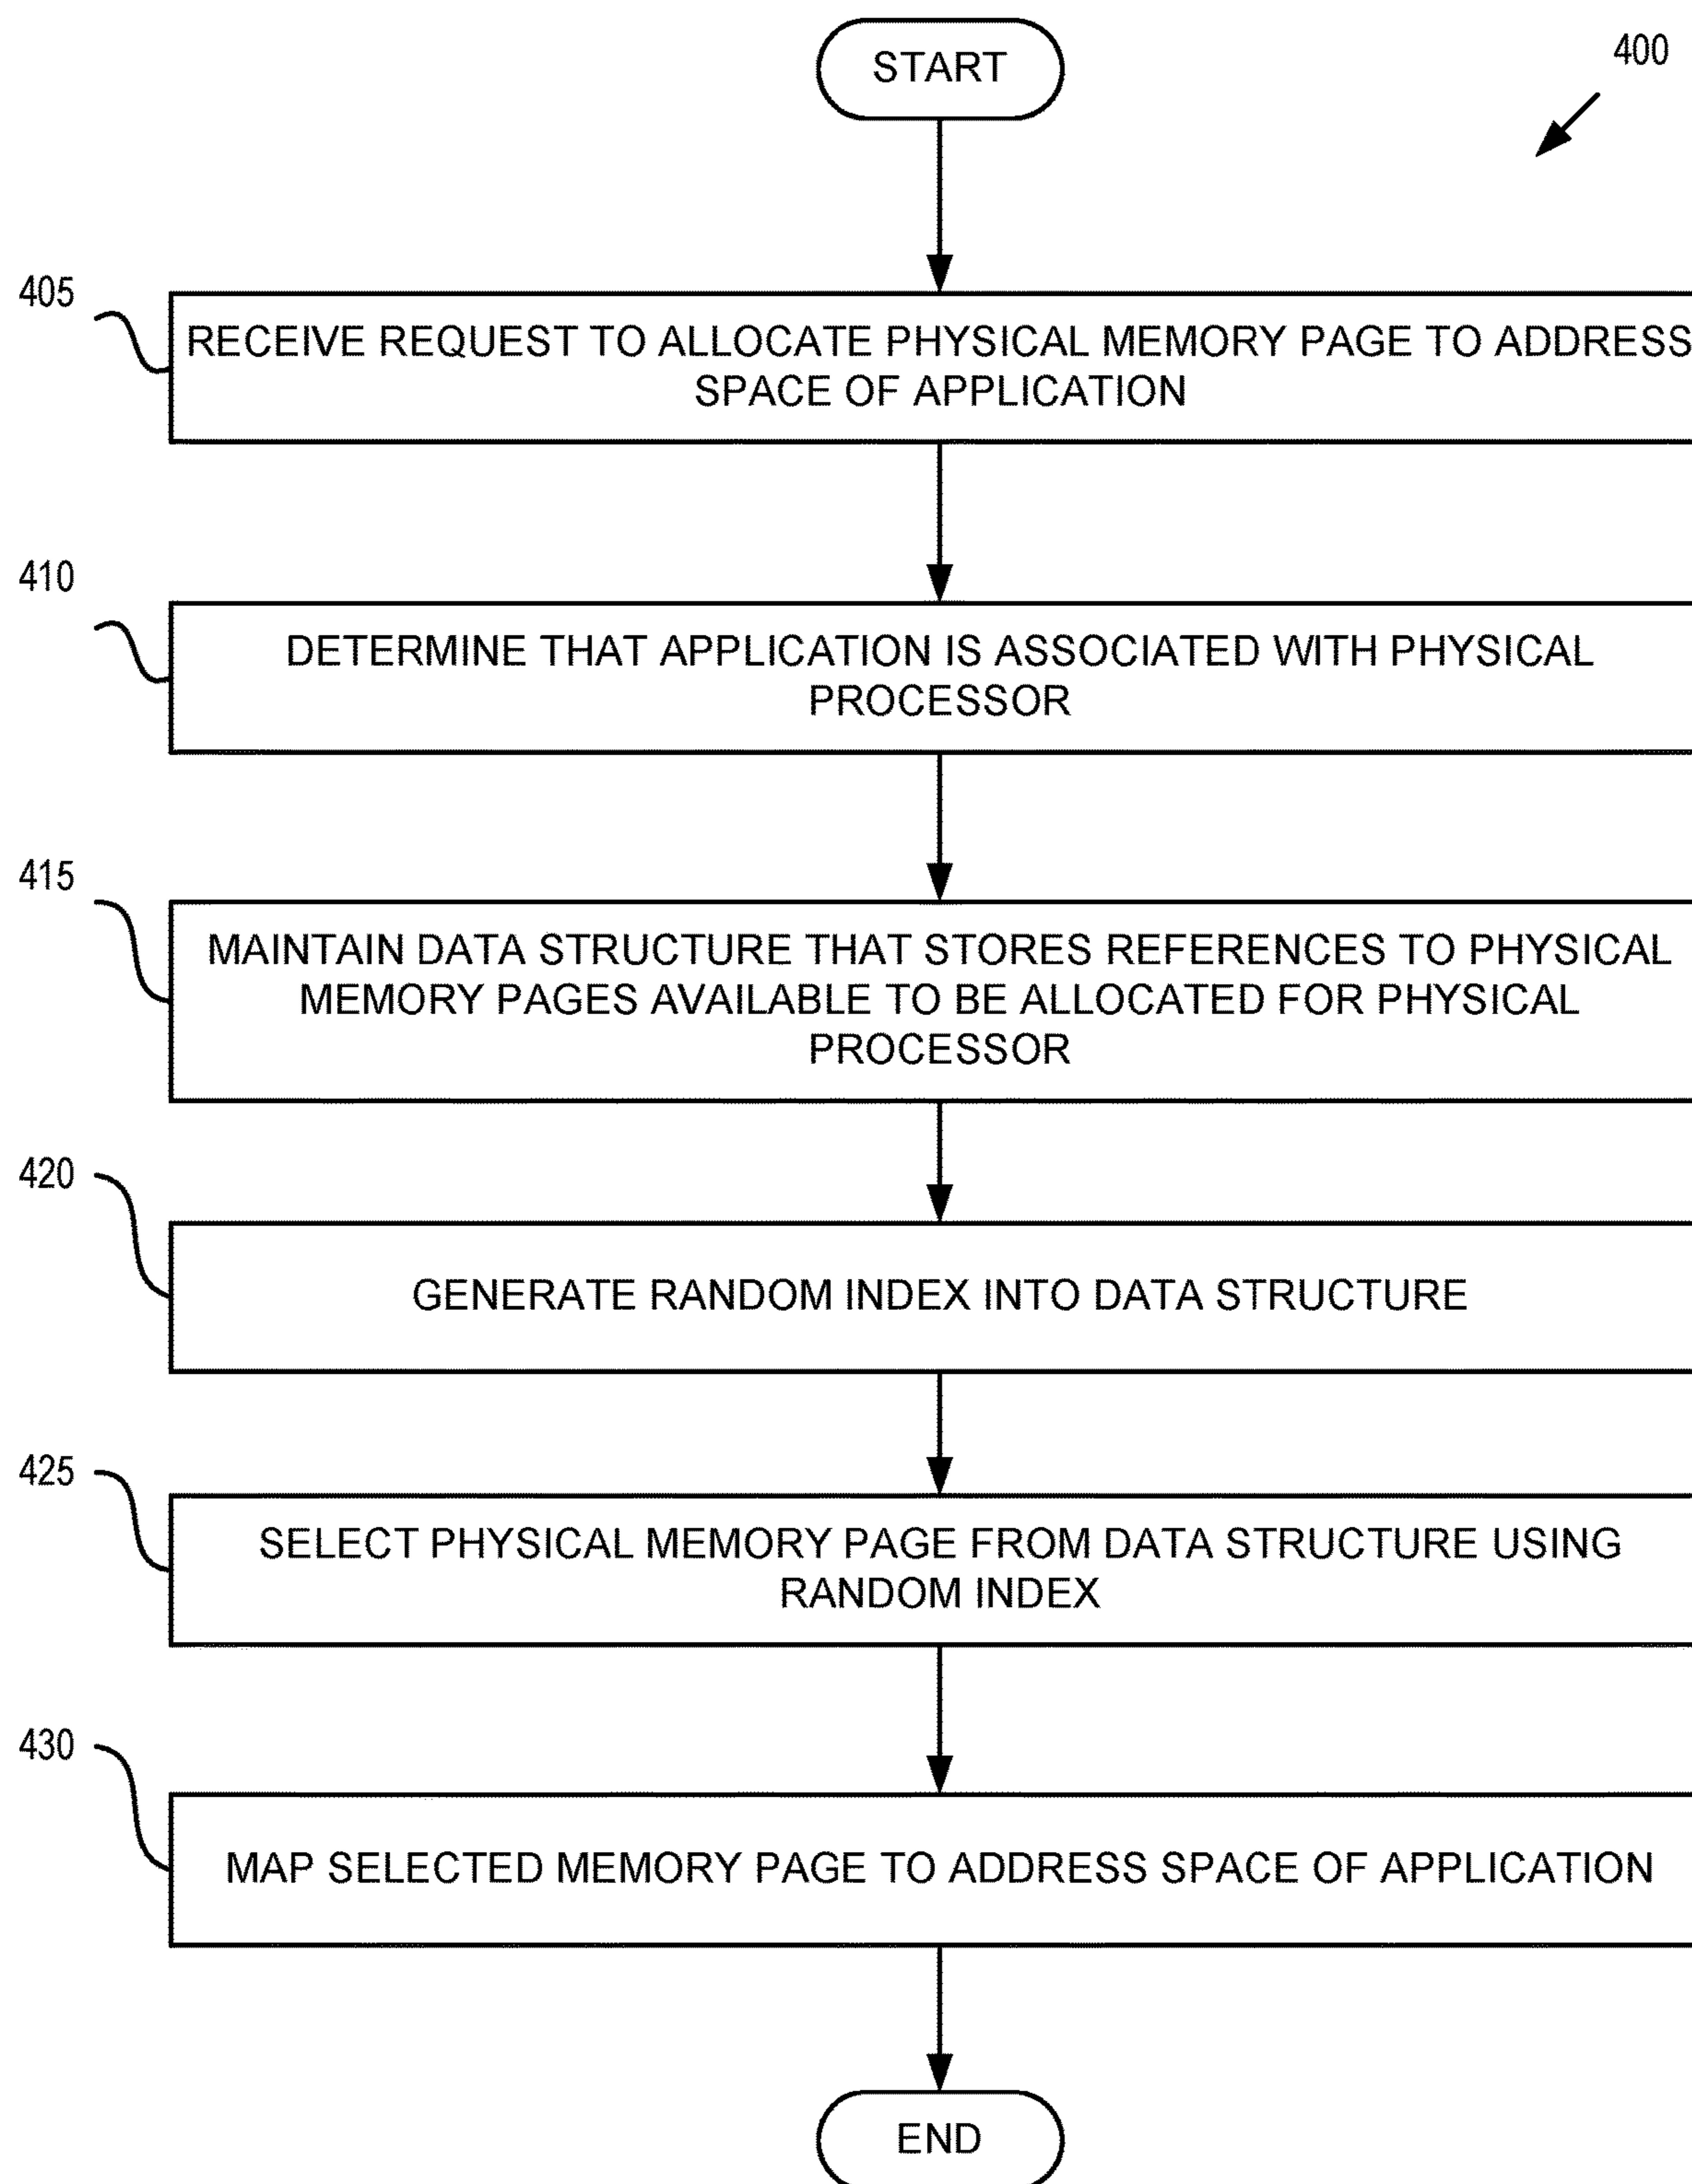 START
400
405
RECEIVE REQUEST TO ALLOCATE PHYSICAL MEMORY PAGE TO ADDRESS
SPACE OF APPLICATION
410
DETERMINE THAT APPLICATION IS ASSOCIATED WITH PHYSICAL
PROCESSOR
415
MAINTAIN DATA STRUCTURE THAT STORES REFERENCES TO PHYSICAL
MEMORY PAGES AVAILABLE TO BE ALLOCATED FOR PHYSICAL
PROCESSOR
420
GENERATE RANDOM INDEX INTO DATA STRUCTURE
425
SELECT PHYSICAL MEMORY PAGE FROM DATA STRUCTURE USING
RANDOM INDEX
430
MAP SELECTED MEMORY PAGE TO ADDRESS SPACE OF APPLICATION
END